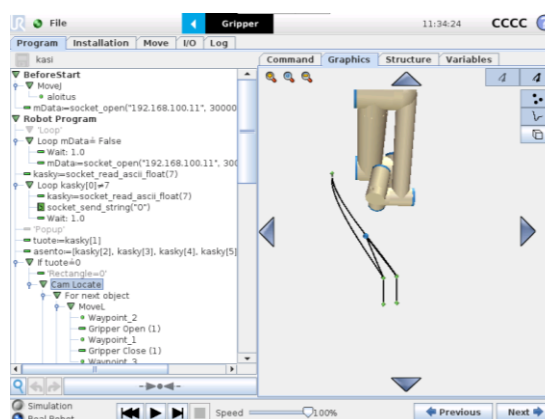 File
Gripper
11:34:24
CCCC
Program Installation Move I/O Log
kasi
Command Graphics Structure Variables
BeforeStart
MoveJ
aloitus
mData≔socket_open("192.168.100.11", 30000
Robot Program
'Loop'
Loop mData≟ False
Wait: 1.0
mData≔socket_open("192.168.100.11", 300
kasky≔socket_read_ascii_float(7)
Loop kasky[0]≠7
kasky≔socket_read_ascii_float(7)
socket_send_string("0")
Wait: 1.0
'Popup'
tuote≔kasky[1]
asento≔[kasky[2], kasky[3], kasky[4], kasky[5]
If tuote≟0
'Rectangle=0'
Cam Locate
For next object
MoveL
Waypoint_2
Gripper Open (1)
Waypoint_1
Gripper Close (1)
Waypoint_3
Simulation
Real Robot
Speed
100%
Previous
Next